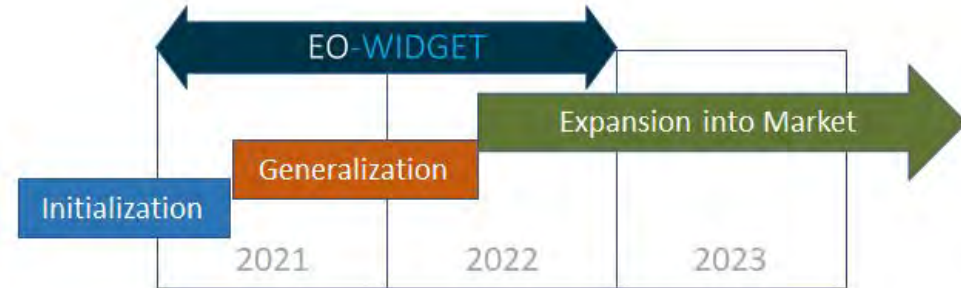 EO-WIDGET
Expansion into Market
Generalization
Initialization
2021
2022
2023